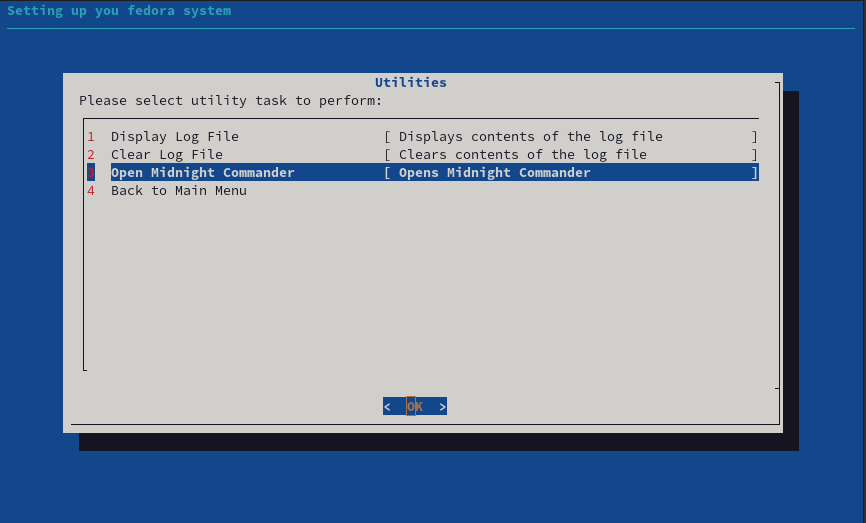 Setting up you fedora system
Utilities
Please select utility task to perform:
1 Display Log File [ Displays contents of the log file ]
2 Clear Log File [ Clears contents of the log file ]
3 Open Midnight Commander [ Opens Midnight Commander ]
4 Back to Main Menu
< OK >